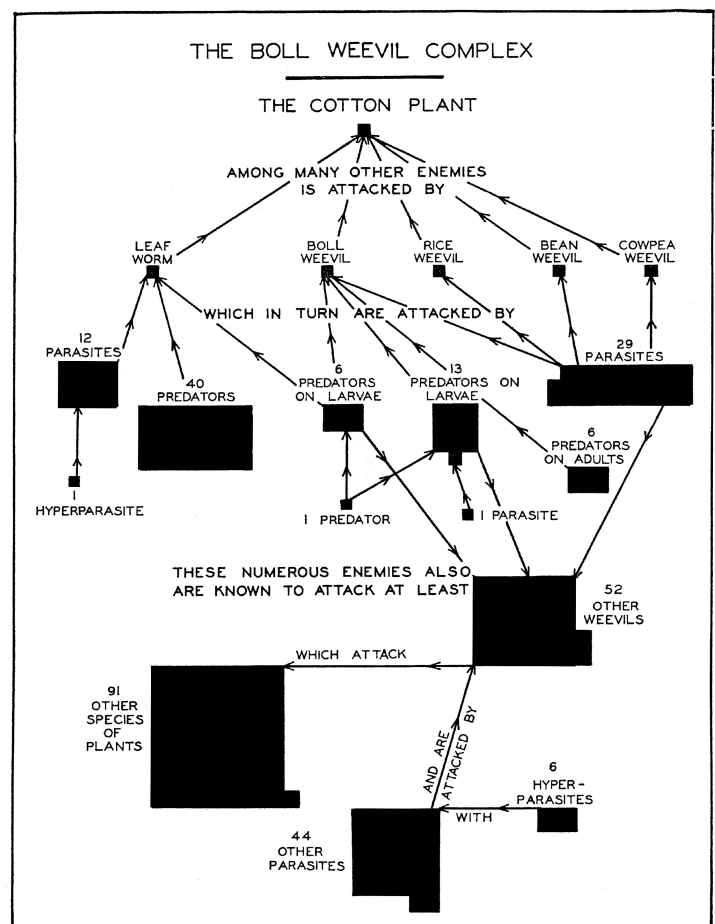 THE BOLL WEEVIL COMPLEX
THE COTTON PLANT
AMONG MANY OTHER ENEMIES
IS ATTACKED BY
LEAF
WORM
BOLL
WEEVIL
RICE
WEEVIL
BEAN
WEEVIL
COWPEA
WEEVIL
WHICH IN TURN ARE ATTACKED BY
12
PARASITES
40
PREDATORS
6
PREDATORS
ON LARVAE
13
PREDATORS ON
LARVAE
29
PARASITES
6
PREDATORS
ON ADULTS
1
HYPERPARASITE
1 PREDATOR
1 PARASITE
THESE NUMEROUS ENEMIES ALSO
ARE KNOWN TO ATTACK AT LEAST
52
OTHER
WEEVILS
WHICH ATTACK
91
OTHER
SPECIES
OF
PLANTS
AND ARE
ATTACKED BY
6
HYPER-
PARASITES
WITH
44
OTHER
PARASITES